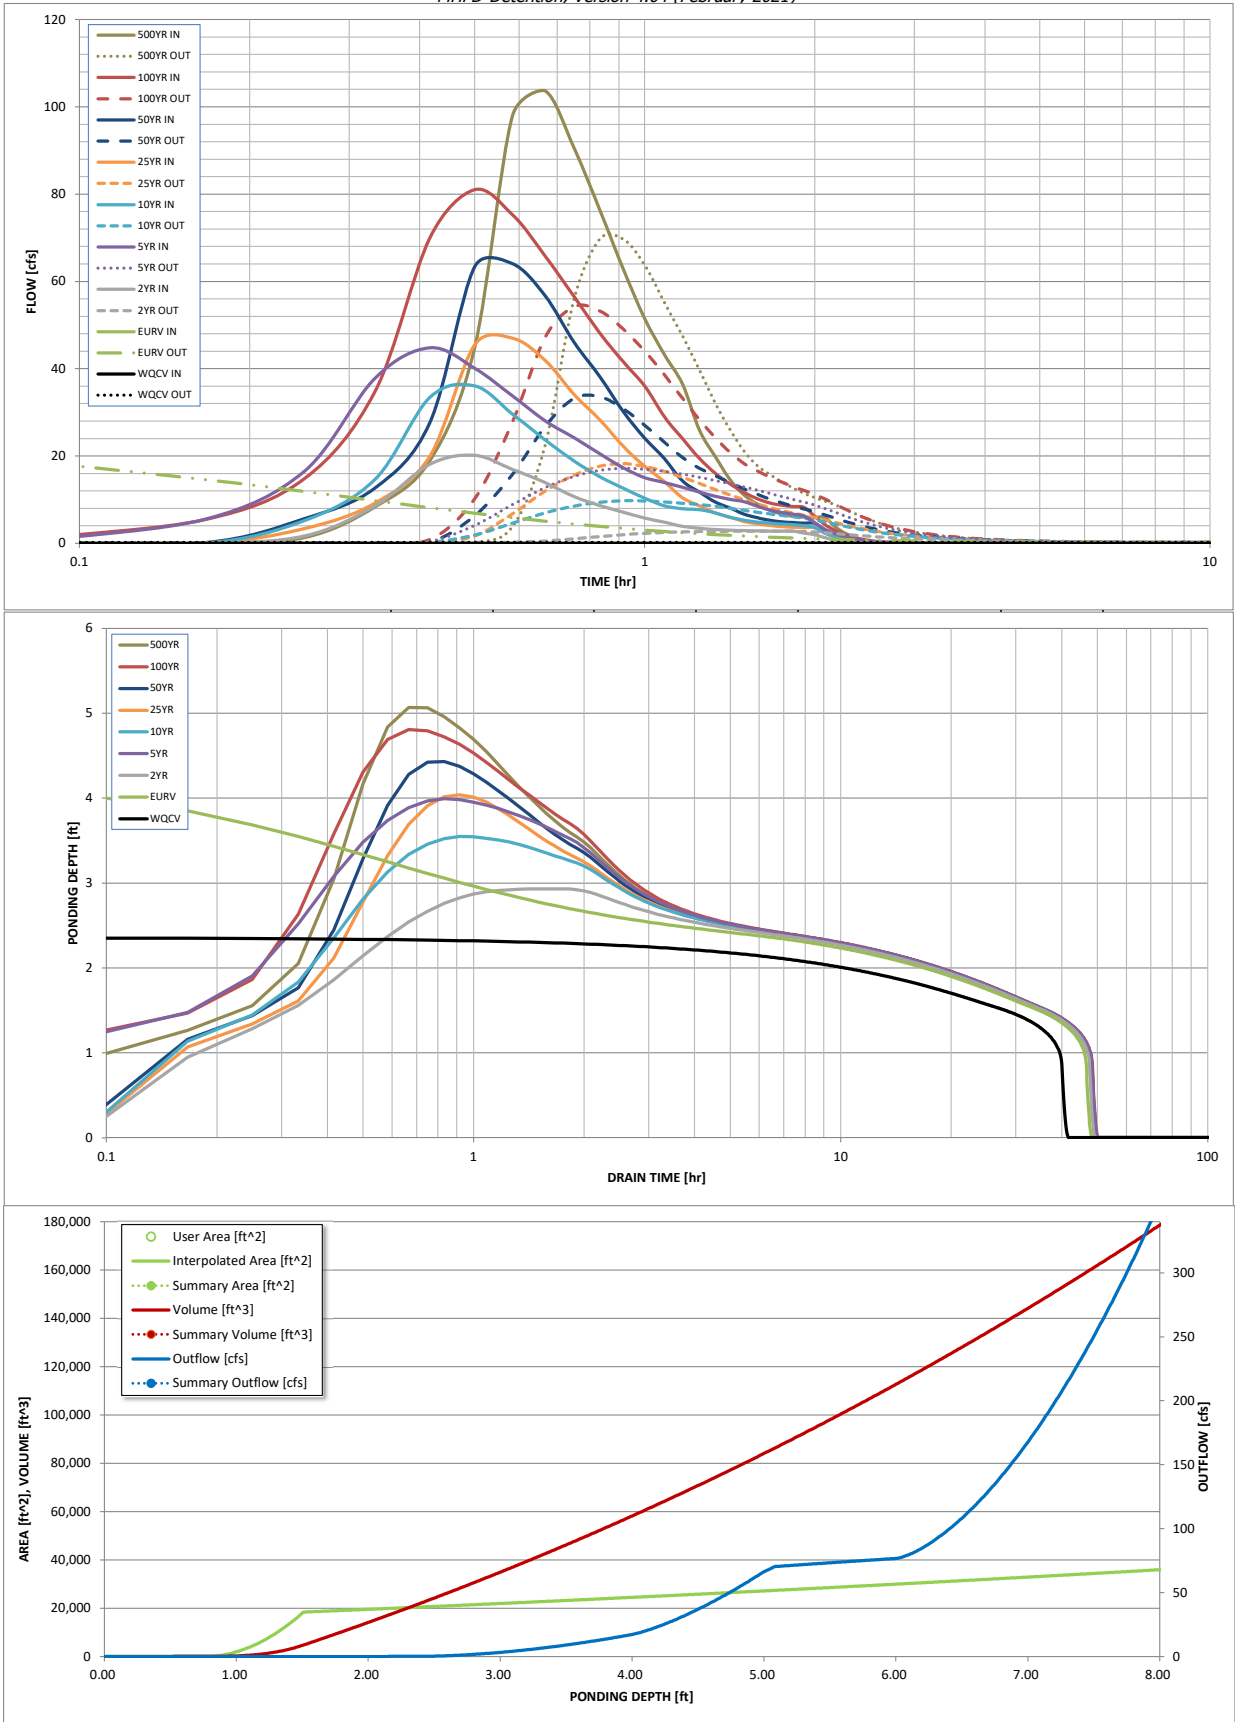 MHFD-Detention, Version 4.04 (February 2021)
120
100
80
60
40
20
0
FLOW [cfs]
500YR IN
500YR OUT
100YR IN
100YR OUT
50YR IN
50YR OUT
25YR IN
25YR OUT
10YR IN
10YR OUT
5YR IN
5YR OUT
2YR IN
2YR OUT
EURV IN
EURV OUT
WQCV IN
WQCV OUT
0.1
1
10
TIME [hr]
6
5
4
3
2
1
0
PONDING DEPTH [ft]
500YR
100YR
50YR
25YR
10YR
5YR
2YR
EURV
WQCV
0.1
1
10
100
DRAIN TIME [hr]
180,000
160,000
140,000
120,000
100,000
80,000
60,000
40,000
20,000
0
AREA [ft^2], VOLUME [ft^3]
User Area [ft^2]
Interpolated Area [ft^2]
Summary Area [ft^2]
Volume [ft^3]
Summary Volume [ft^3]
Outflow [cfs]
Summary Outflow [cfs]
300
250
200
150
100
50
0
OUTFLOW [cfs]
0.00
1.00
2.00
3.00
4.00
5.00
6.00
7.00
8.00
PONDING DEPTH [ft]